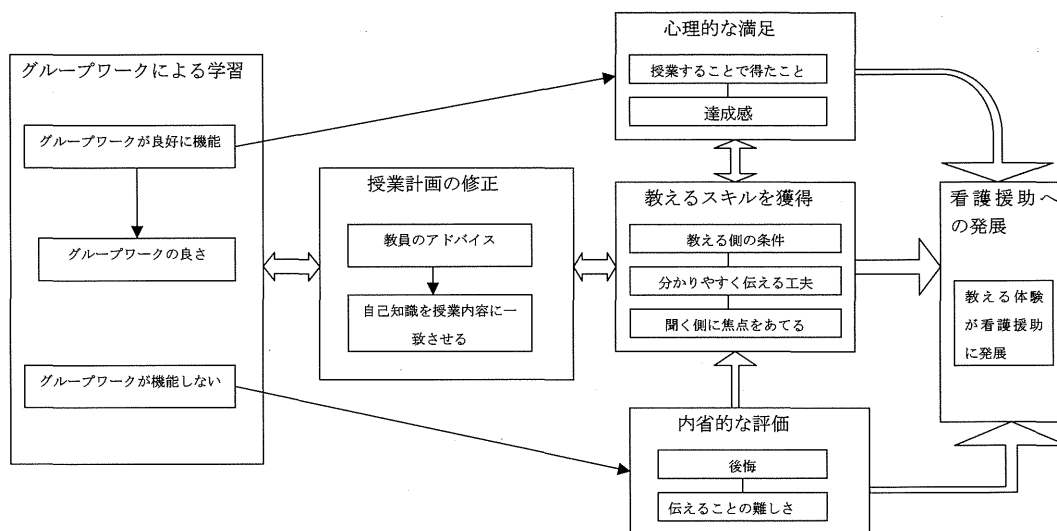 グループワークによる学習
グループワークが良好に機能
グループワークの良さ
グループワークが機能しない
授業計画の修正
教員のアドバイス
自己知識を授業内容に一
致させる
心理的な満足
授業することで得たこと
達成感
教えるスキルを獲得
教える側の条件
分かりやすく伝える工夫
聞く側に焦点をあてる
内省的な評価
後悔
伝えることの難しさ
看護援助へ
の発展
教える体験
が看護援助
に発展